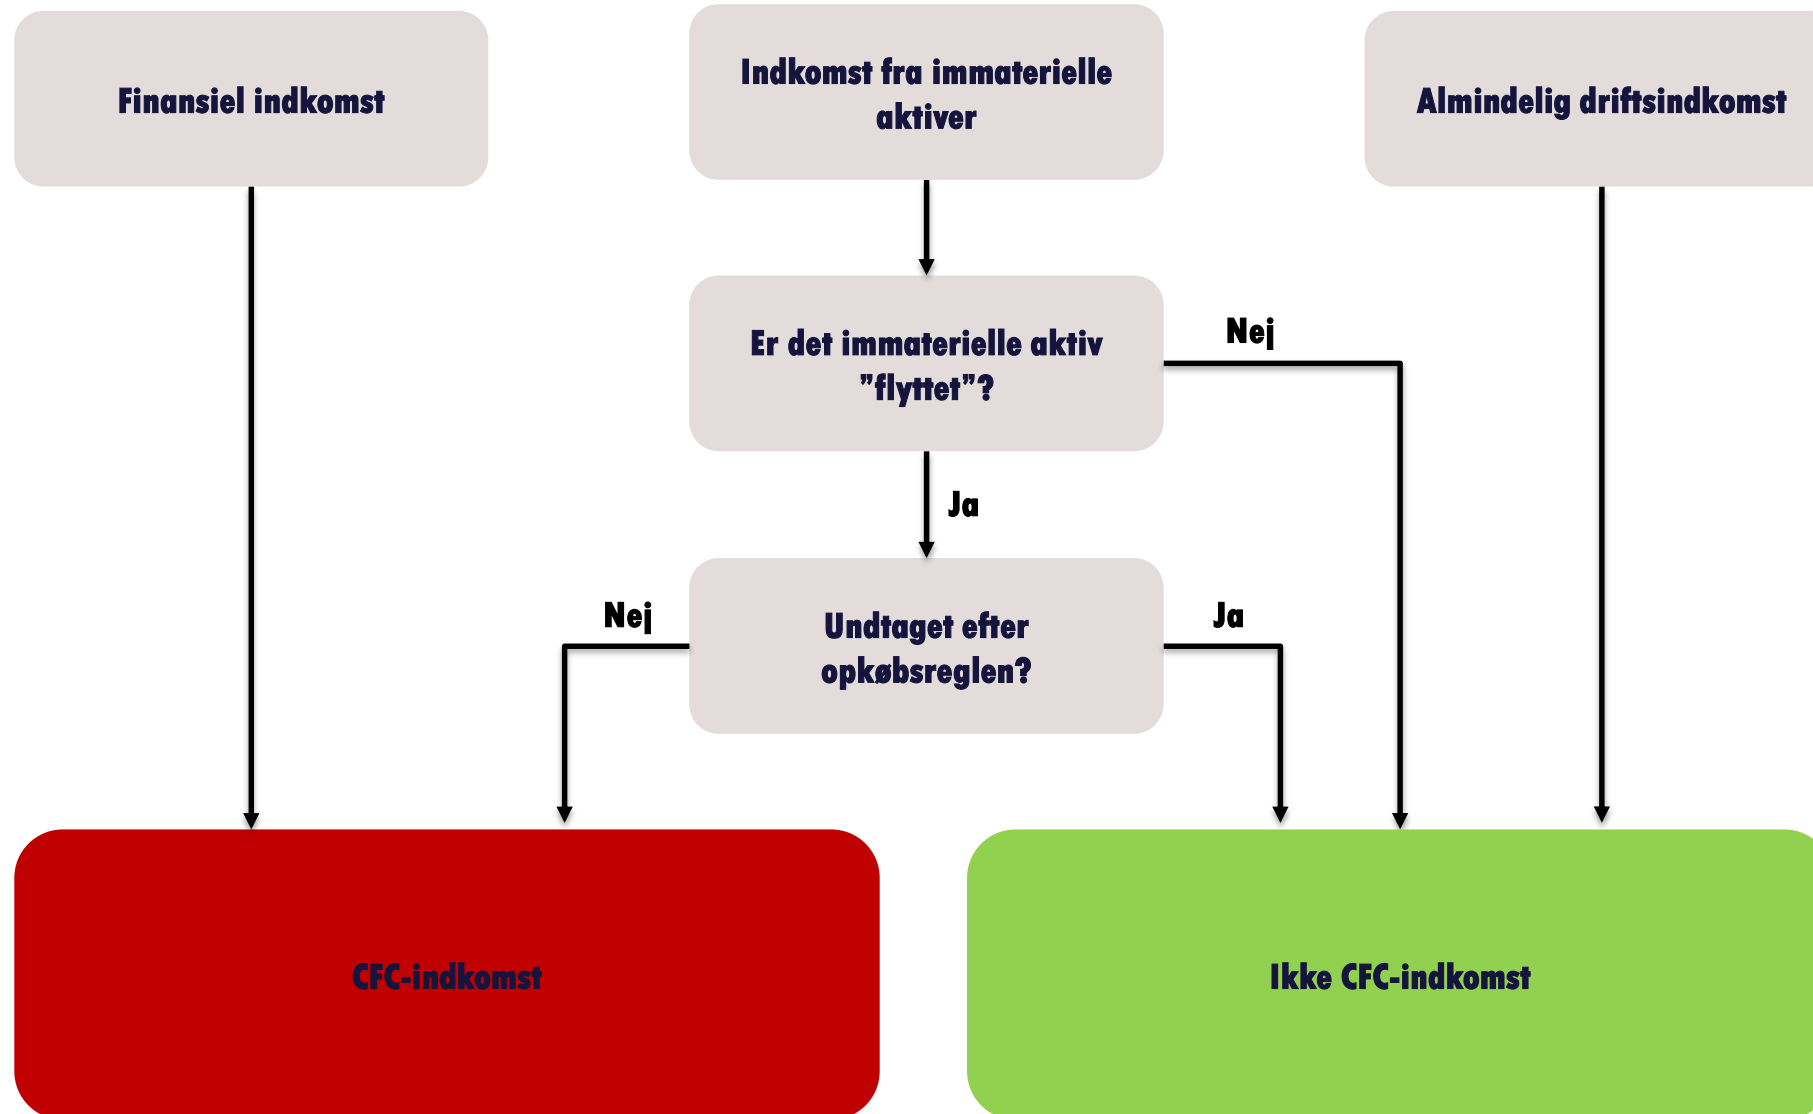 Finansiel indkomst
Indkomst fra immaterielle
aktiver
Almindelig driftsindkomst
Er det immaterielle aktiv
”flyttet”?
Nej
Ja
Nej
Undtaget efter
opkøbsreglen?
Ja
CFC-indkomst
Ikke CFC-indkomst